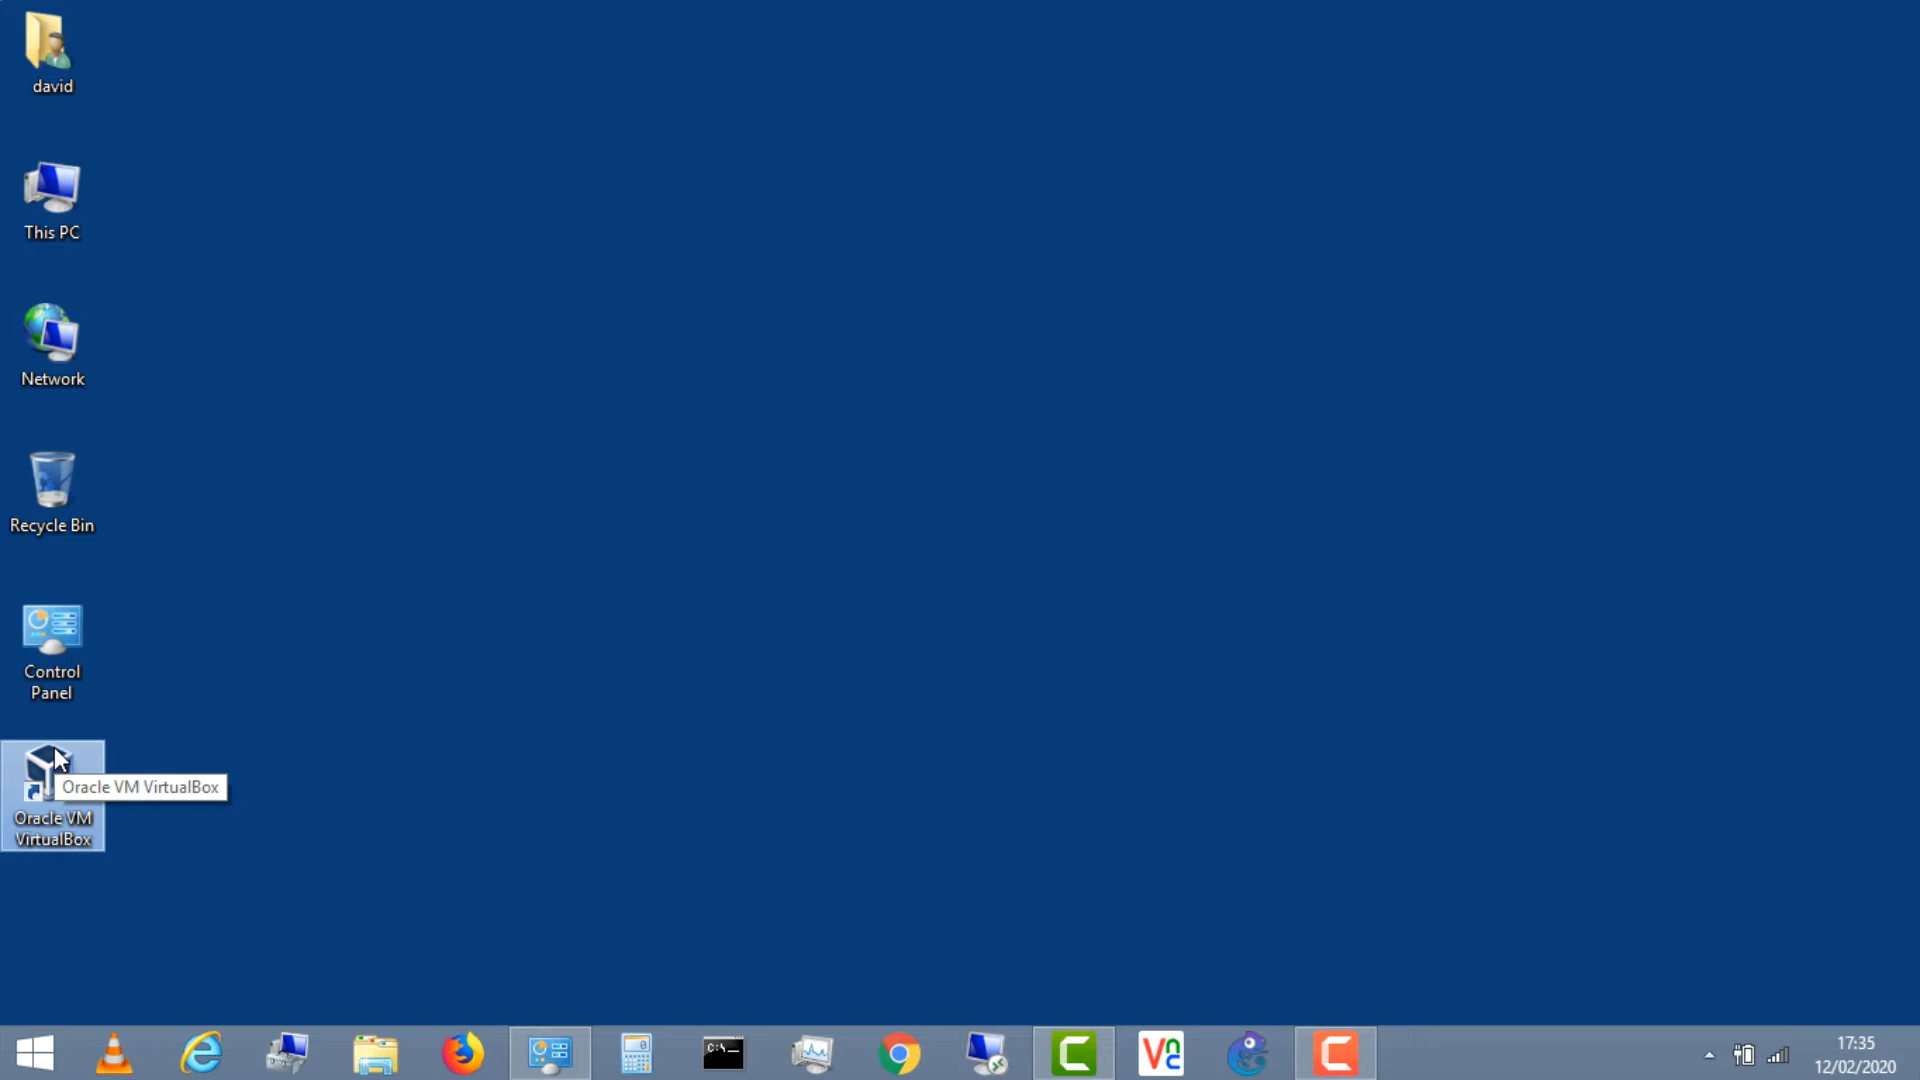 david
This PC
Network
Recycle Bin
Control
Panel
Oracle VM VirtualBox
Oracle VM
VirtualBox
C:\_
VNC
17:35
12/02/2020